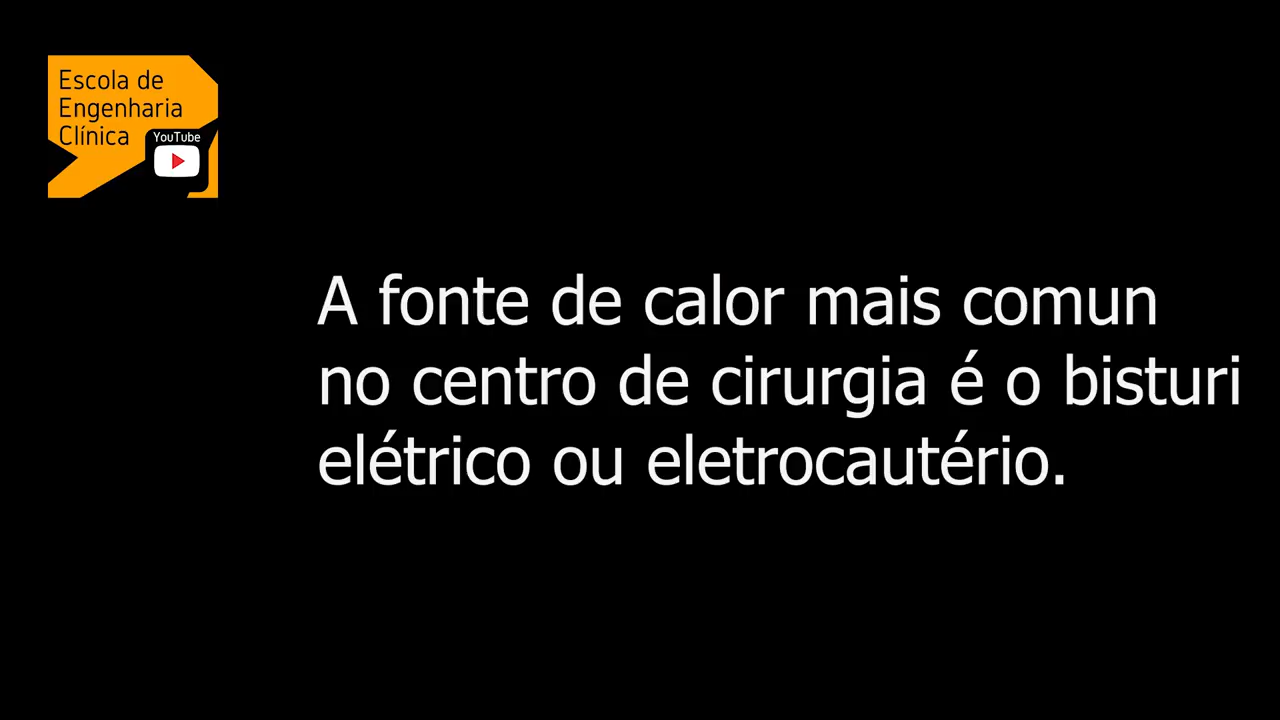 Escola de
Engenharia
Clínica
YouTube
A fonte de calor mais comun
no centro de cirurgia é o bisturi
elétrico ou eletrocautério.